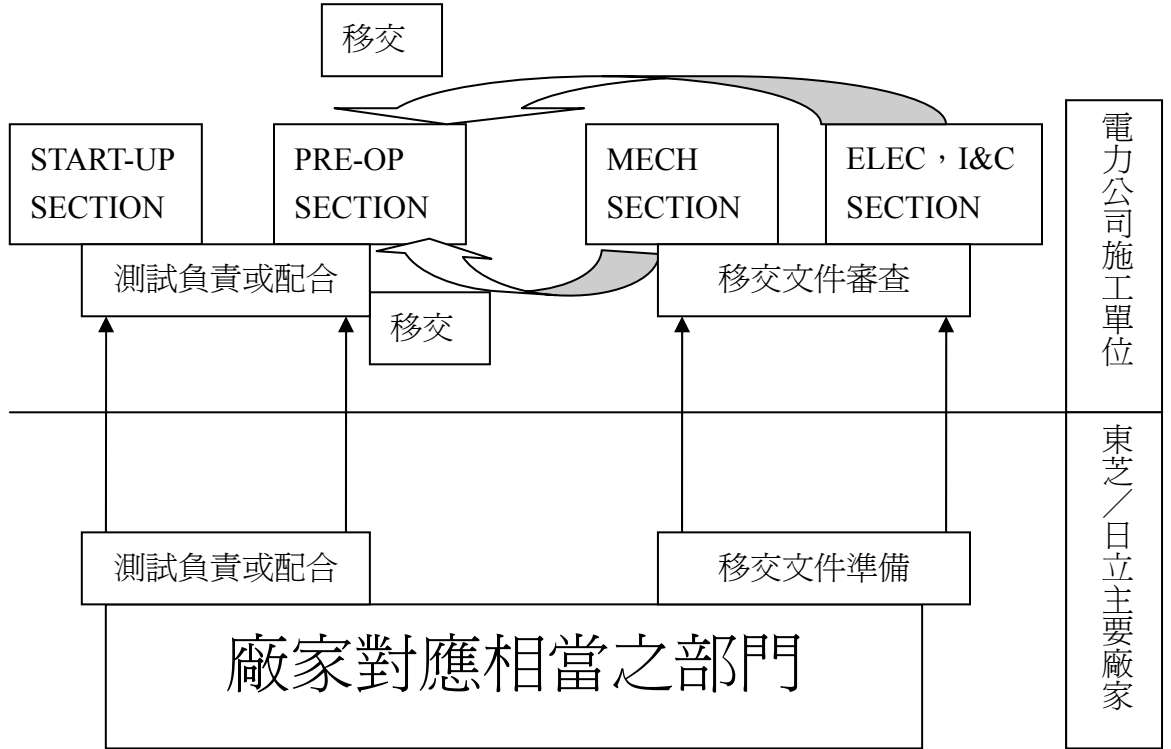 移交
START-UP
SECTION
PRE-OP
SECTION
MECH
SECTION
ELEC，I&C
SECTION
測試負責或配合
移交文件審查
移交
電力公司施工單位
測試負責或配合
移交文件準備
廠家對應相當之部門
東芝／日立主要廠家